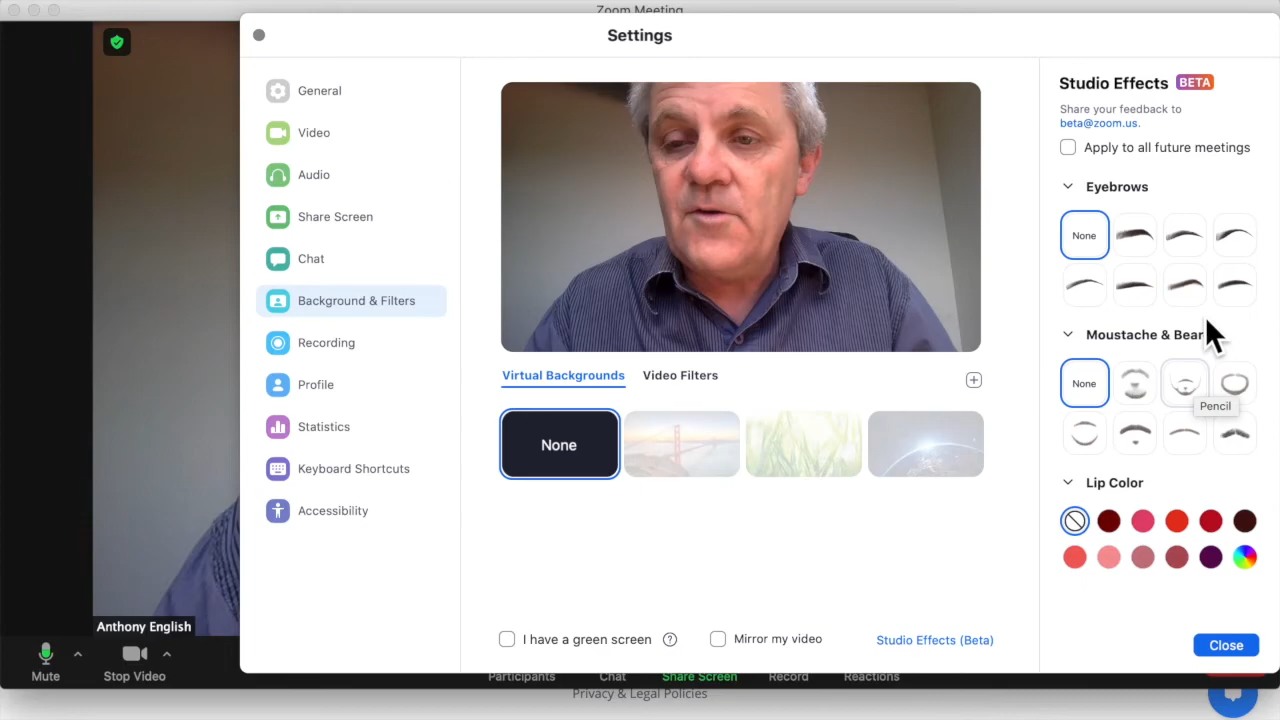 Zoom Meeting
Settings
General
Video
Audio
Share Screen
Chat
Background & Filters
Recording
Profile
Statistics
Keyboard Shortcuts
Accessibility
Virtual Backgrounds
Video Filters
None
I have a green screen
?
Mirror my video
Studio Effects (Beta)
Studio Effects BETA
Share your feedback to
beta@zoom.us.
Apply to all future meetings
Eyebrows
None
Moustache & Bear
None
Pencil
Lip Color
Close
Anthony English
Mute
Stop Video
Participants
Chat
Share Screen
Record
Reactions
Privacy & Legal Policies